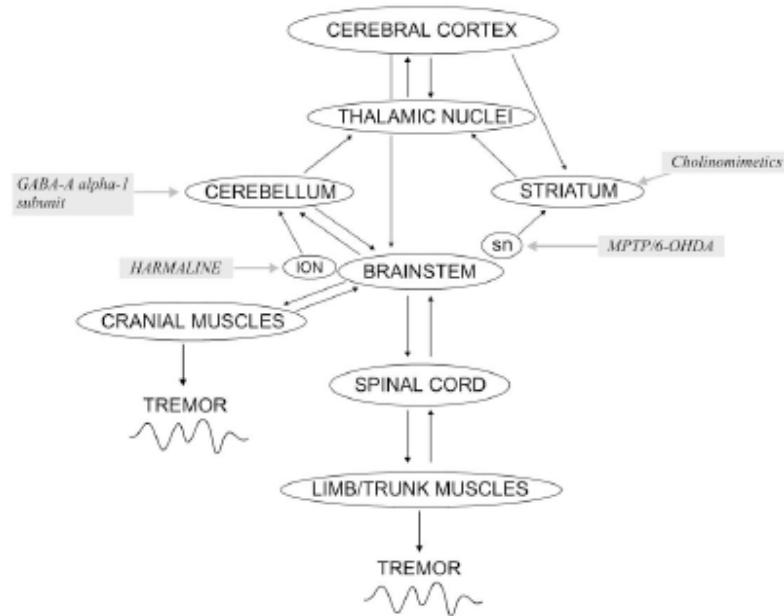 CEREBRAL CORTEX
THALAMIC NUCLEI
Cholinomimetics
GABA-A alpha-1
subunit
CEREBELLUM
STRIATUM
sn
MPTP/6-OHDA
HARMALINE
ION
BRAINSTEM
CRANIAL MUSCLES
SPINAL CORD
TREMOR
LIMB/TRUNK MUSCLES
TREMOR